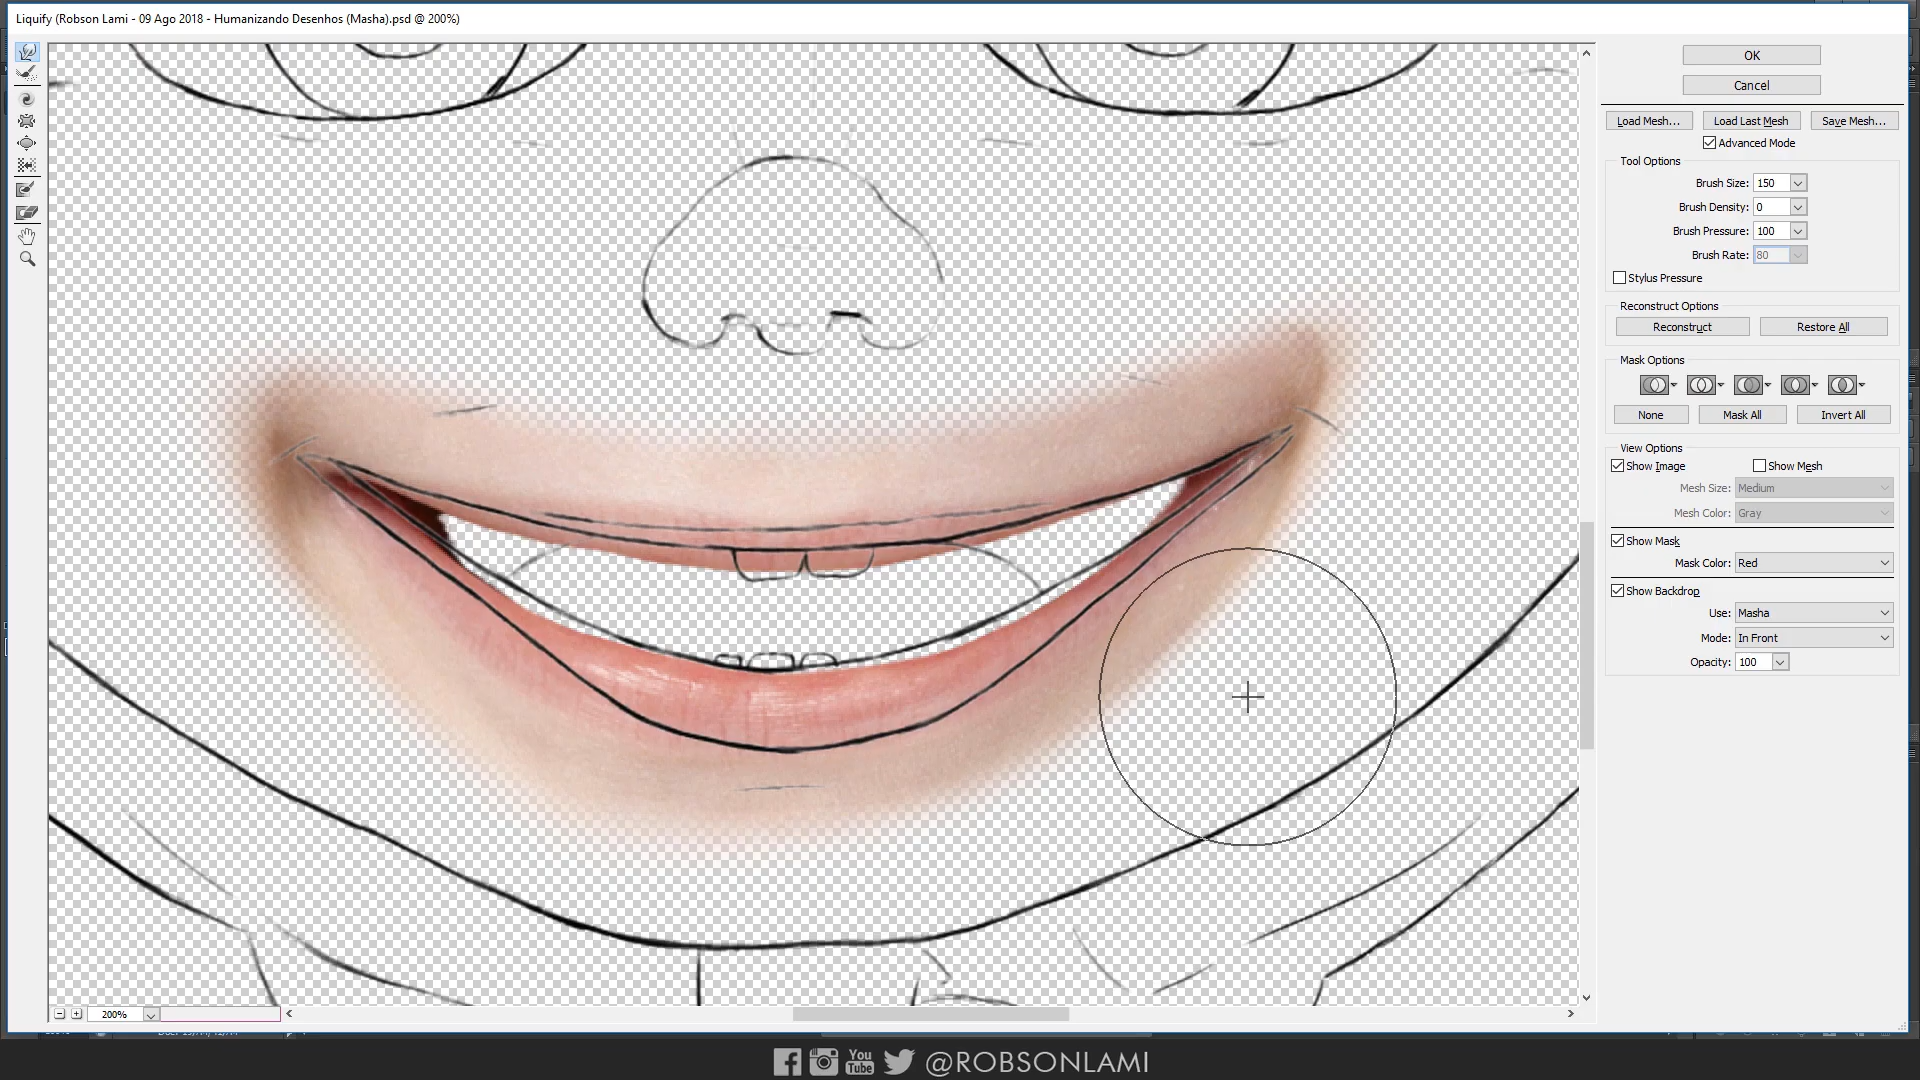 Liquify (Robson Lami - 09 Ago 2018 - Humanizando Desenhos (Masha).psd @ 200%)
OK
Cancel
Load Mesh...
Load Last Mesh
Save Mesh...
Advanced Mode
Tool Options
Brush Size: 150
Brush Density: 0
Brush Pressure: 100
Brush Rate: 80
Stylus Pressure
Reconstruct Options
Reconstruct
Restore All
Mask Options
None
Mask All
Invert All
View Options
Show Image
Show Mesh
Mesh Size: Medium
Mesh Color: Gray
Show Mask
Mask Color: Red
Show Backdrop
Use: Masha
Mode: In Front
Opacity: 100
200%
You
Tube
@ROBSONLAMI